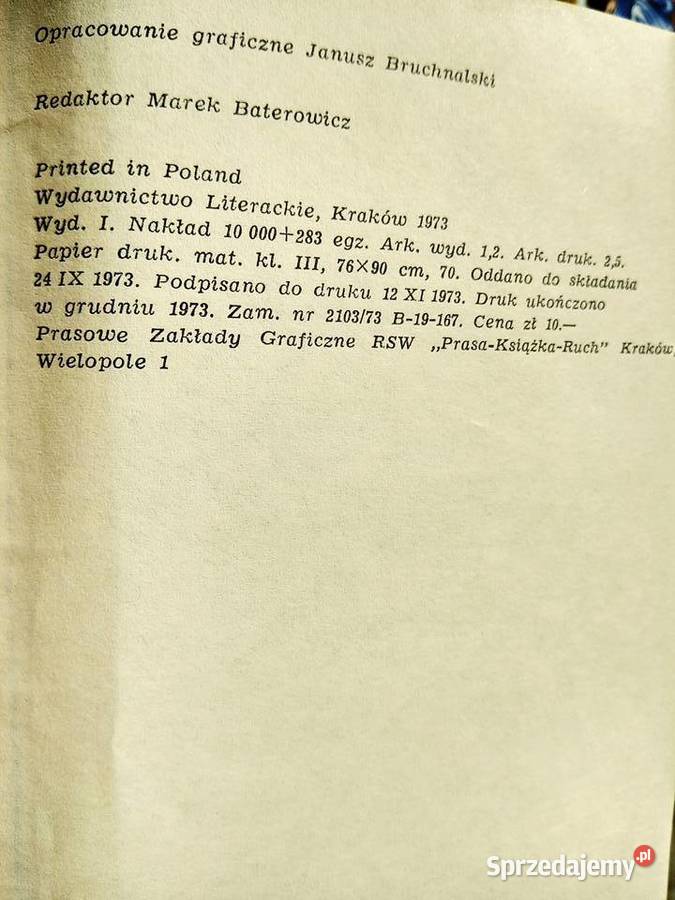 Opracowanie graficzne Janusz Bruchnalski
Redaktor Marek Baterowicz
Printed in Poland
Wydawnictwo Literackie, Kraków 1973
Wyd. I. Nakład 10 000+283 egz. Ark. wyd. 1,2. Ark. druk. 2,5.
Papier druk. mat. kl. III, 76×90 cm, 70. Oddano do składania
24 IX 1973. Podpisano do druku 12 XI 1973. Druk ukończono
w grudniu 1973. Zam. nr 2103/73 B-19-167. Cena zł 10.—
Prasowe Zakłady Graficzne RSW „Prasa-Książka-Ruch" Kraków,
Wielopole 1
Sprzedajemy.pl